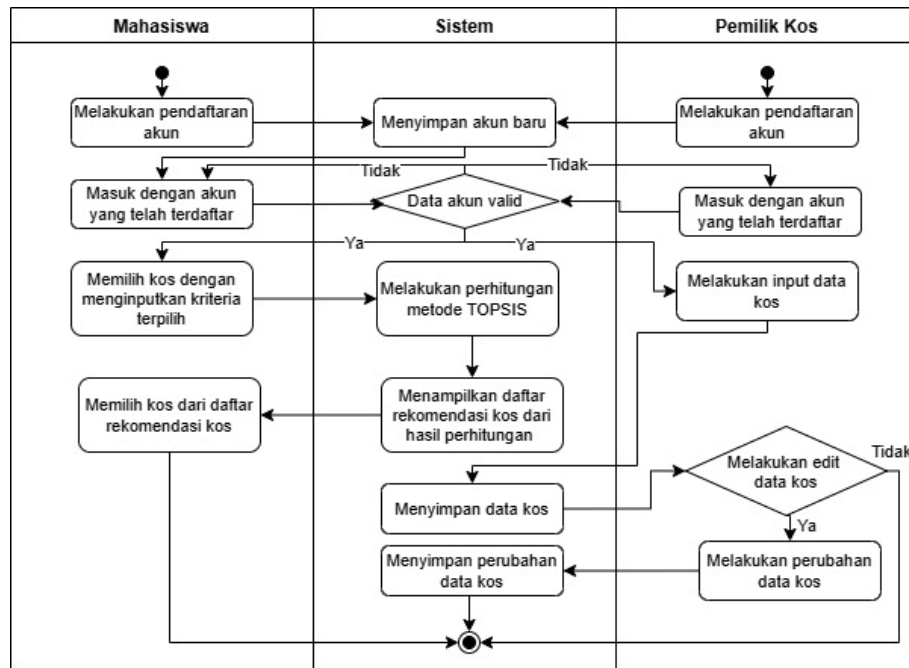 Mahasiswa
Sistem
Pemilik Kos
Melakukan pendaftaran
akun
Menyimpan akun baru
Melakukan pendaftaran
akun
Tidak
Tidak
Masuk dengan akun
yang telah terdaftar
Data akun valid
Masuk dengan akun
yang telah terdaftar
Ya
Ya
Memilih kos dengan
menginputkan kriteria
terpilih
Melakukan perhitungan
metode TOPSIS
Melakukan input data
kos
Memilih kos dari daftar
rekomendasi kos
Menampilkan daftar
rekomendasi kos dari
hasil perhitungan
Melakukan edit
data kos
Tidak
Menyimpan data kos
Ya
Menyimpan perubahan
data kos
Melakukan perubahan
data kos